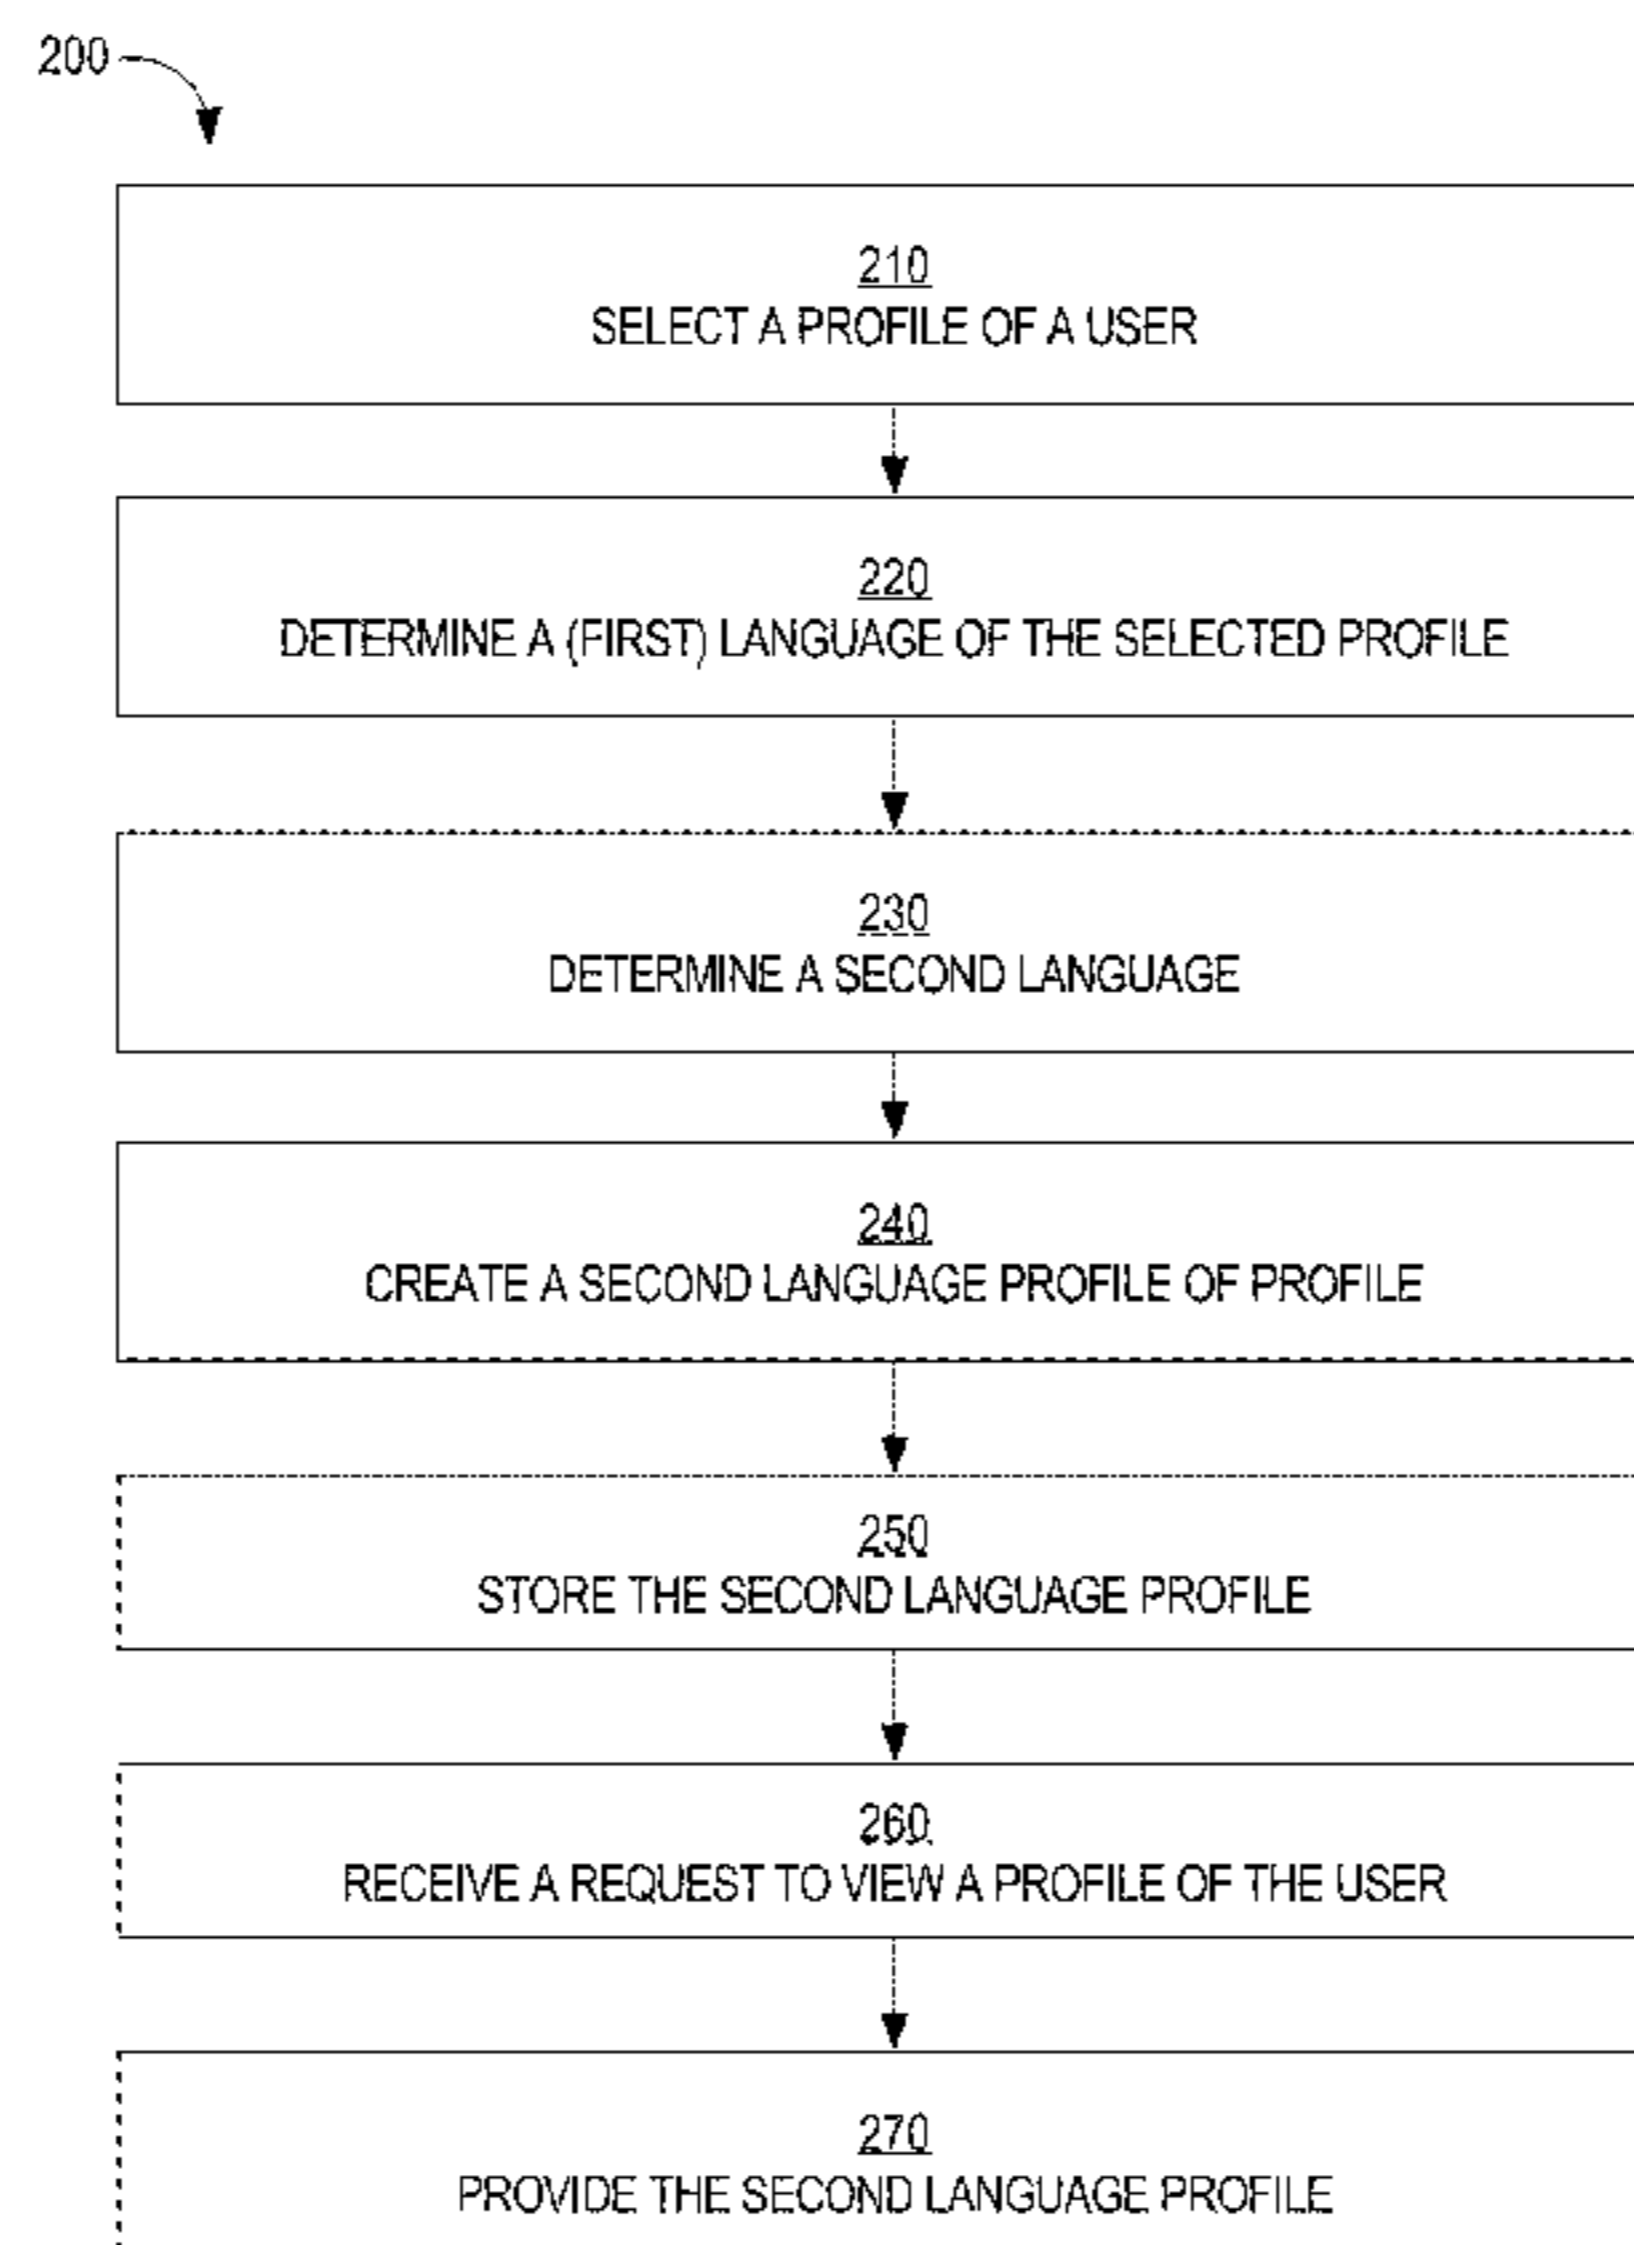 200
210
SELECT A PROFILE OF A USER
220
DETERMINE A (FIRST) LANGUAGE OF THE SELECTED PROFILE
230
DETERMINE A SECOND LANGUAGE
240
CREATE A SECOND LANGUAGE PROFILE OF PROFILE
250
STORE THE SECOND LANGUAGE PROFILE
260
RECEIVE A REQUEST TO VIEW A PROFILE OF THE USER
270
PROVIDE THE SECOND LANGUAGE PROFILE